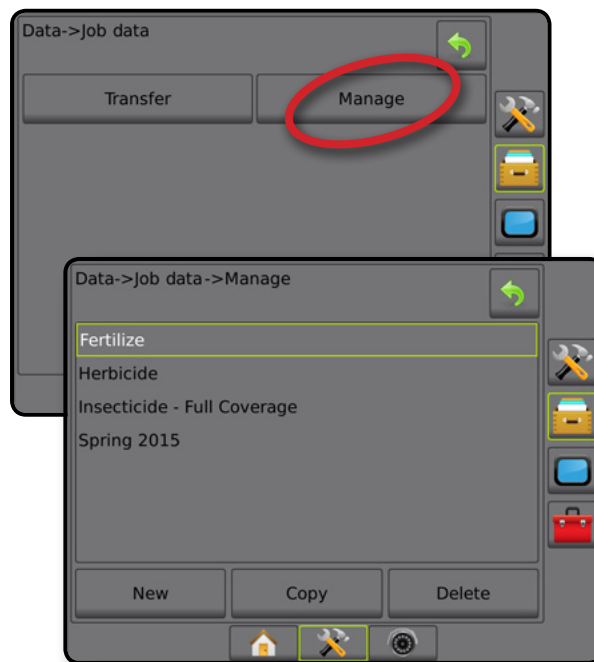 Data->Job data
Transfer
Manage
Data->Job data->Manage
Fertilize
Herbicide
Insecticide - Full Coverage
Spring 2015
New
Copy
Delete